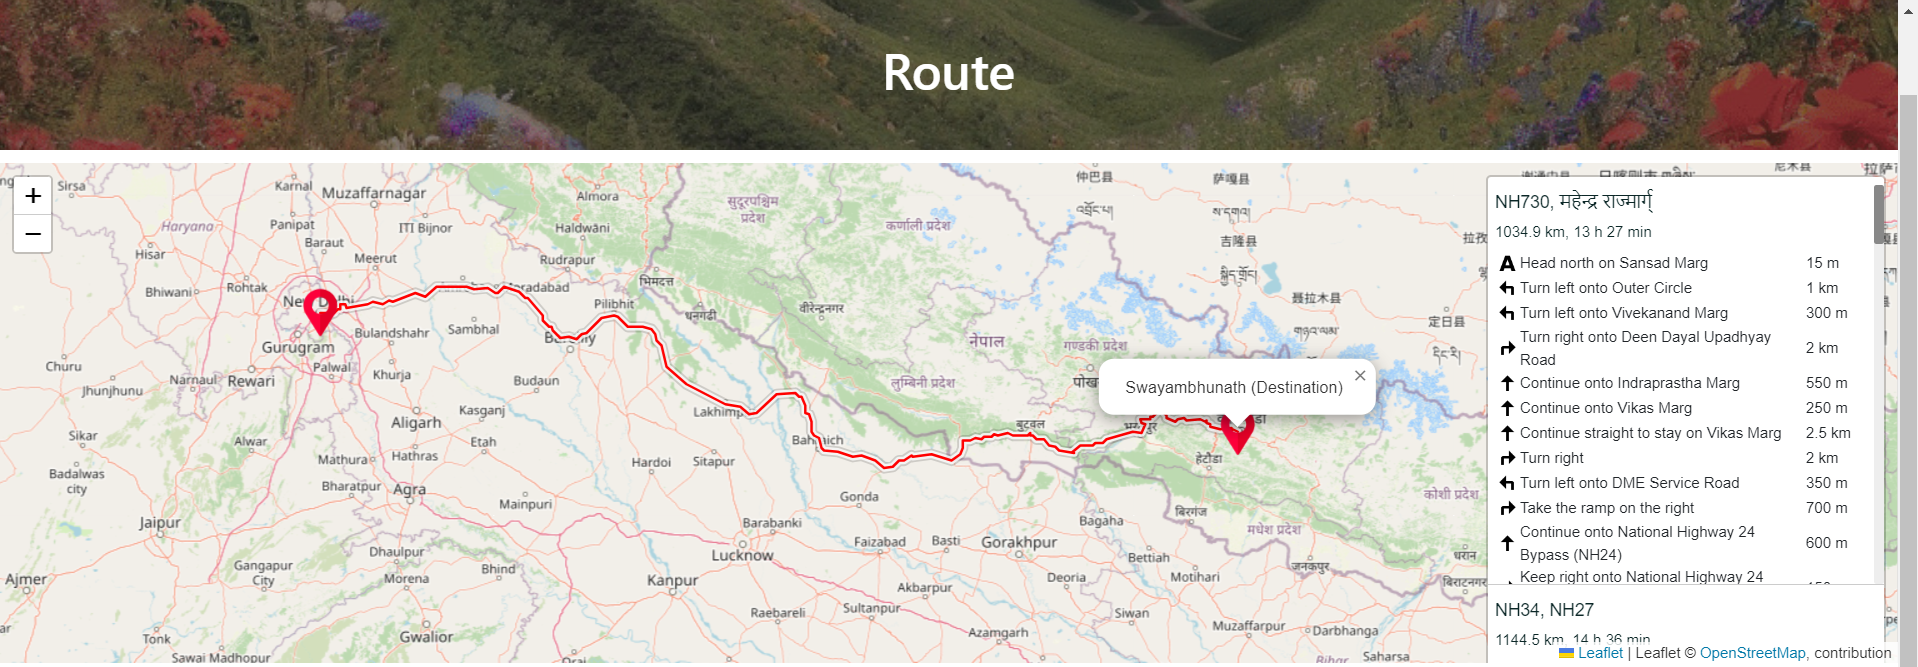 Route
+
−
Swayambhunath (Destination)
×
NH730, महेन्द्र राज्मार्ग्
1034.9 km, 13 h 27 min
Head north on Sansad Marg 15 m
Turn left onto Outer Circle 1 km
Turn left onto Vivekanand Marg 300 m
Turn right onto Deen Dayal Upadhyay
Road 2 km
Continue onto Indraprastha Marg 550 m
Continue onto Vikas Marg 250 m
Continue straight to stay on Vikas Marg 2.5 km
Turn right 2 km
Turn left onto DME Service Road 350 m
Take the ramp on the right 700 m
Continue onto National Highway 24
Bypass (NH24) 600 m
Keep right onto National Highway 24
NH34, NH27
1144.5 km, 14 h 36 min
Leaflet | Leaflet © OpenStreetMap, contribution
Sirsa
Karnal
Muzaffarnagar
Almora
सुदूरपश्चिम
प्रदेश
कर्णाली प्रदेश
仲巴县
萨嘎县
Haryana
Panipat
ITI Bijnor
Haldwani
Baraut
吉隆县
Hisar
Meerut
Rudrapur
Bhiwani
Rohtak
भिमदत्त
Pilibhit
धनगढी
वीरेन्द्रनगर
聂拉木县
定日县
Bulandshahr
Sambhal
Gurugram
नेपाल
गण्डकी प्रदेश
Churu
Palwal
Khurja
Jhunjhunu
Narnaul
Rewari
Budaun
लुम्बिनी प्रदेश
Kasganj
Aligarh
बुटवल
Sikar
Alwar
Etah
Hathras
Mathura
Hardoi
Sitapur
हेटौडा
Badalwas
city
Bharatpur
Agra
Mainpuri
Gonda
कोशी प्रदेश
Jaipur
Barabanki
Bagaha
बिरगंज
मधेश प्रदेश
Dhaulpur
Lucknow
Faizabad
Basti
Gorakhpur
Bettiah
जनकपुर
धरान
Gangapur
City
Morena
Bhind
Ajmer
Kanpur
Akbarpur
Deoria
Motihari
Raebareli
Sultanpur
Siwan
Tonk
Gwalior
Azamgarh
Muzaffarpur
Darbhanga
Sawai Madhopur
Bihar
Saharsa